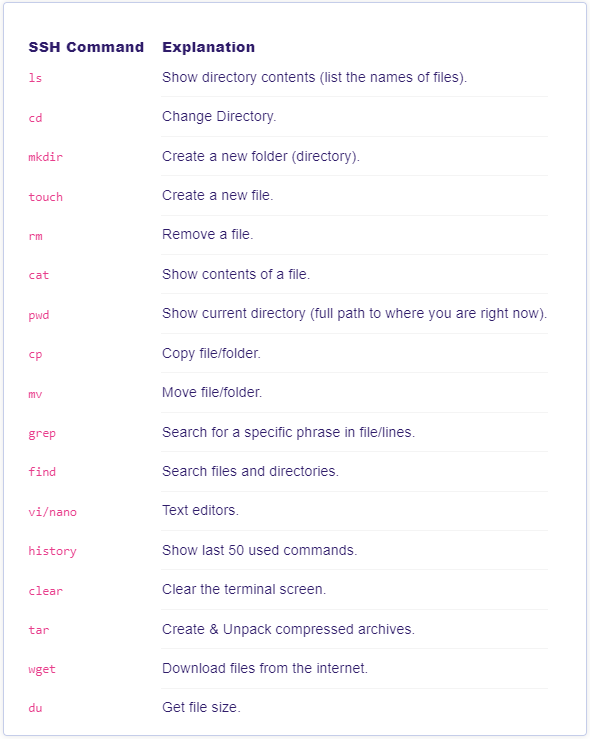 SSH Command Explanation
ls Show directory contents (list the names of files).
cd Change Directory.
mkdir Create a new folder (directory).
touch Create a new file.
rm Remove a file.
cat Show contents of a file.
pwd Show current directory (full path to where you are right now).
cp Copy file/folder.
mv Move file/folder.
grep Search for a specific phrase in file/lines.
find Search files and directories.
vi/nano Text editors.
history Show last 50 used commands.
clear Clear the terminal screen.
tar Create & Unpack compressed archives.
wget Download files from the internet.
du Get file size.